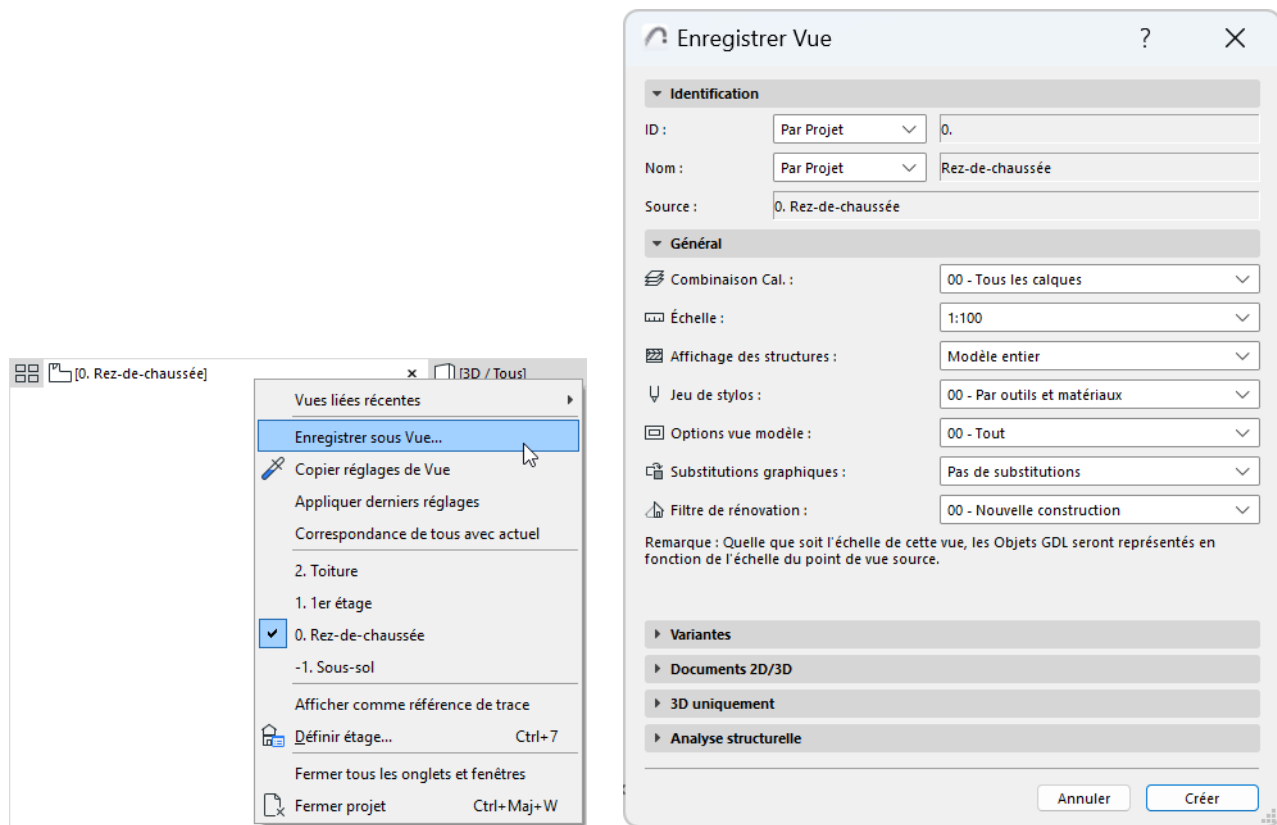 [0. Rez-de-chaussée]
[3D / Tous]
Vues liées récentes
Enregistrer sous Vue...
Copier réglages de Vue
Appliquer derniers réglages
Correspondance de tous avec actuel
2. Toiture
1. 1er étage
0. Rez-de-chaussée
-1. Sous-sol
Afficher comme référence de trace
Définir étage... Ctrl+7
Fermer tous les onglets et fenêtres
Fermer projet Ctrl+Maj+W
Enregistrer Vue ?
Identification
ID : Par Projet 0.
Nom : Par Projet Rez-de-chaussée
Source : 0. Rez-de-chaussée
Général
Combinaison Cal. : 00 - Tous les calques
Échelle : 1:100
Affichage des structures : Modèle entier
Jeu de stylos : 00 - Par outils et matériaux
Options vue modèle : 00 - Tout
Substitutions graphiques : Pas de substitutions
Filtre de rénovation : 00 - Nouvelle construction
Remarque : Quelle que soit l'échelle de cette vue, les Objets GDL seront représentés en
fonction de l'échelle du point de vue source.
Variantes
Documents 2D/3D
3D uniquement
Analyse structurelle
Annuler Créer